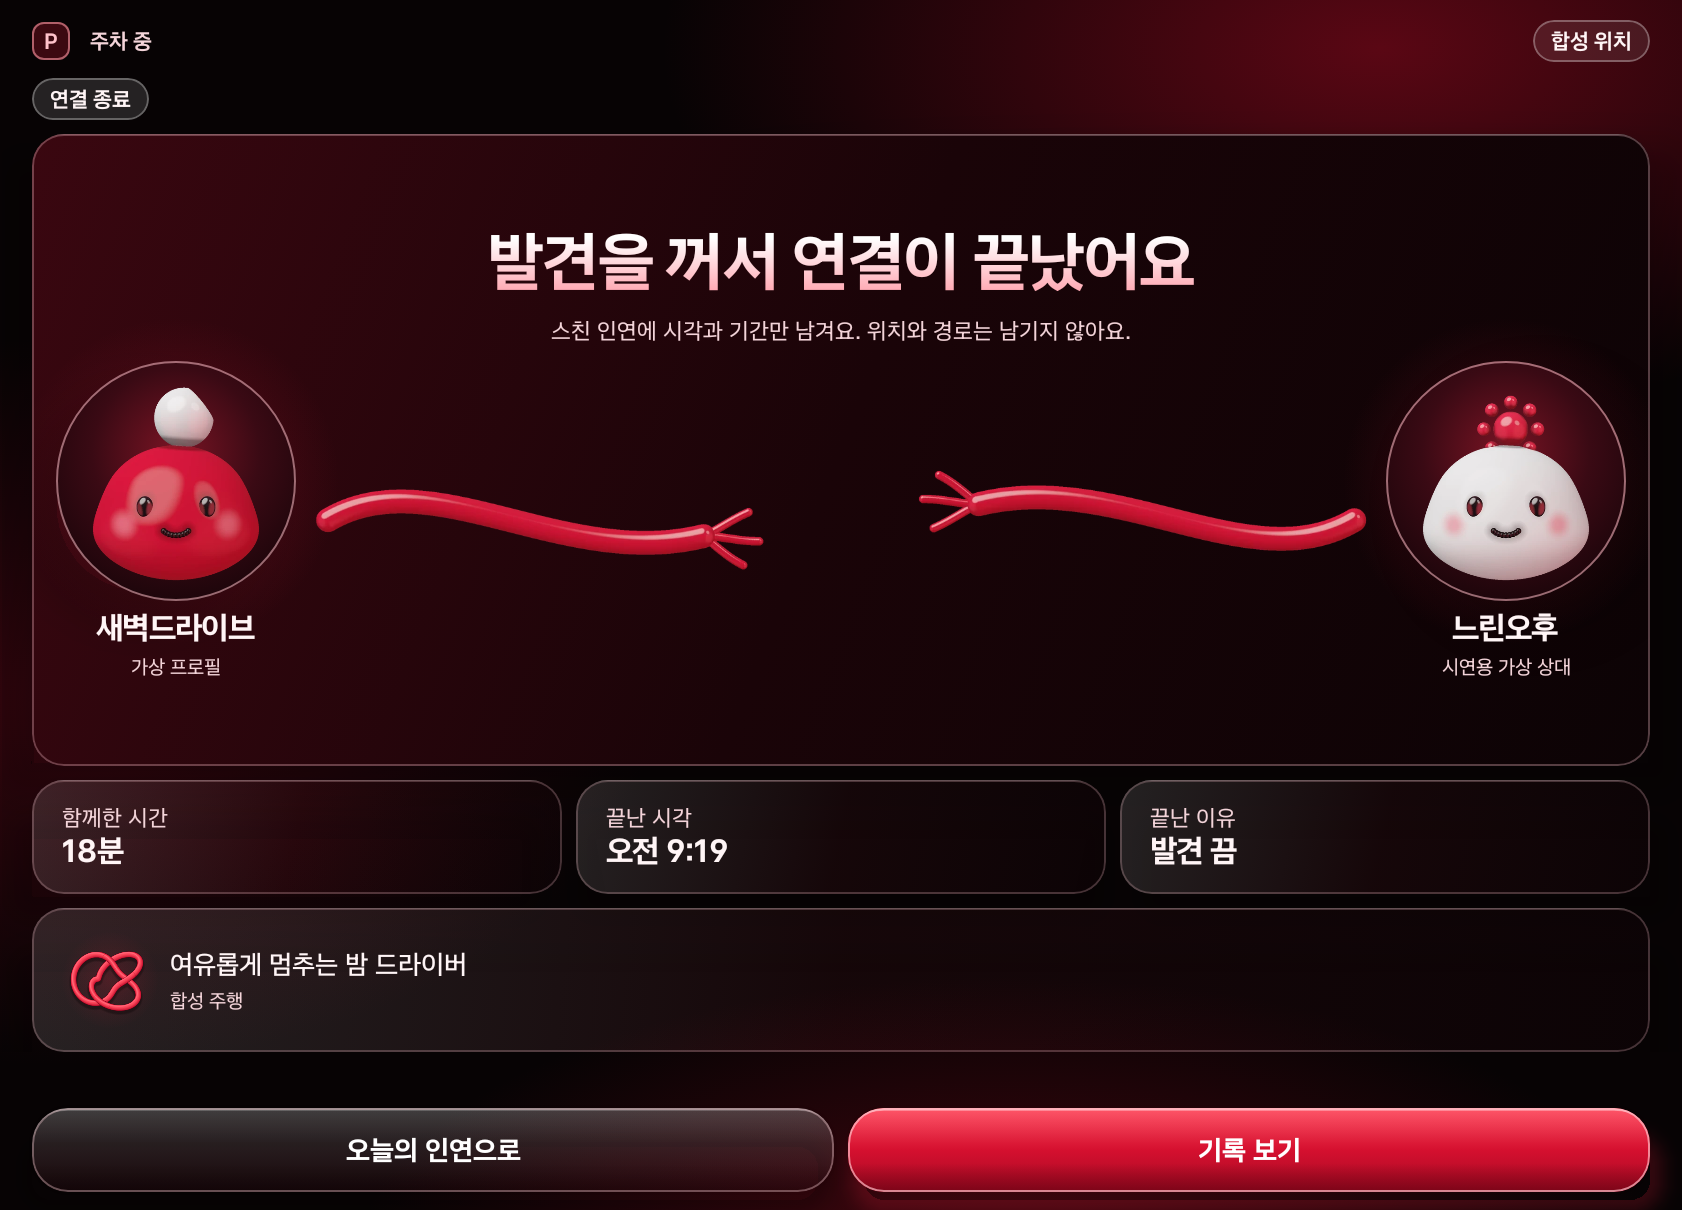 P 주차 중
합성 위치
연결 종료
발견을 꺼서 연결이 끝났어요
스친 인연에 시각과 기간만 남겨요. 위치와 경로는 남기지 않아요.
새벽드라이브
가상 프로필
느린오후
시연용 가상 상대
함께한 시간
18분
끝난 시각
오전 9:19
끝난 이유
발견 끔
여유롭게 멈추는 밤 드라이버
합성 주행
오늘의 인연으로
기록 보기